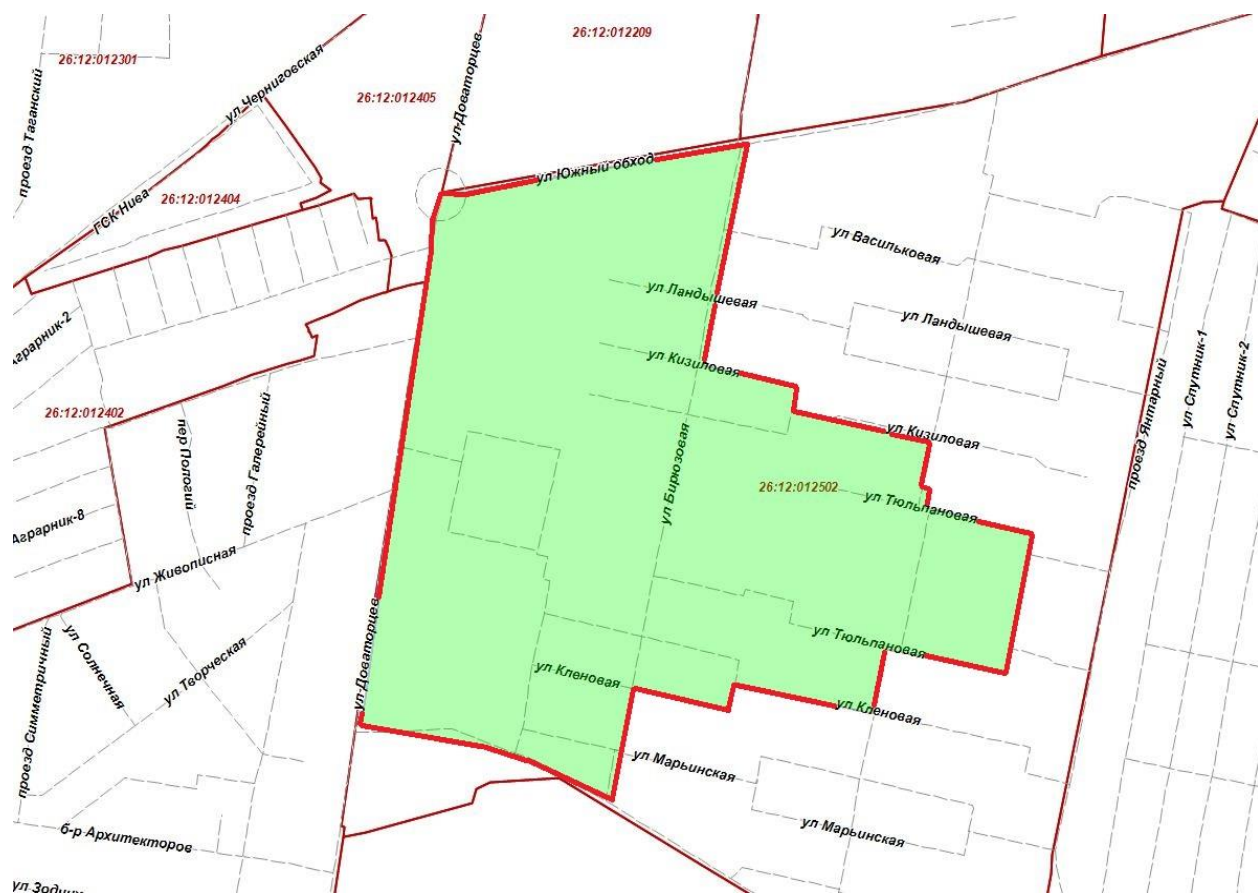 26:12:012209
26:12:012301
ул Доваторцев
ул Черниговская
проезд Таганский
26:12:012405
ул Южный обход
26:12:012404
ГСК Нива
ул Васильковая
ул Ландышевая
ул Ландышевая
Аграрник-2
ул Кизиловая
ул Спутник-1
ул Спутник-2
проезд Янтарный
26:12:012402
пер Пологий
проезд Галерейный
ул Кизиловая
ул Бирюзовая
26:12:012502
ул Тюльпановая
Аграрник-8
ул Живописная
ул Доваторцев
ул Тюльпановая
проезд Симметричный
ул Солнечная
ул Творческая
ул Кленовая
ул Кленовая
ул Марьинская
ул Марьинская
б-р Архитекторов